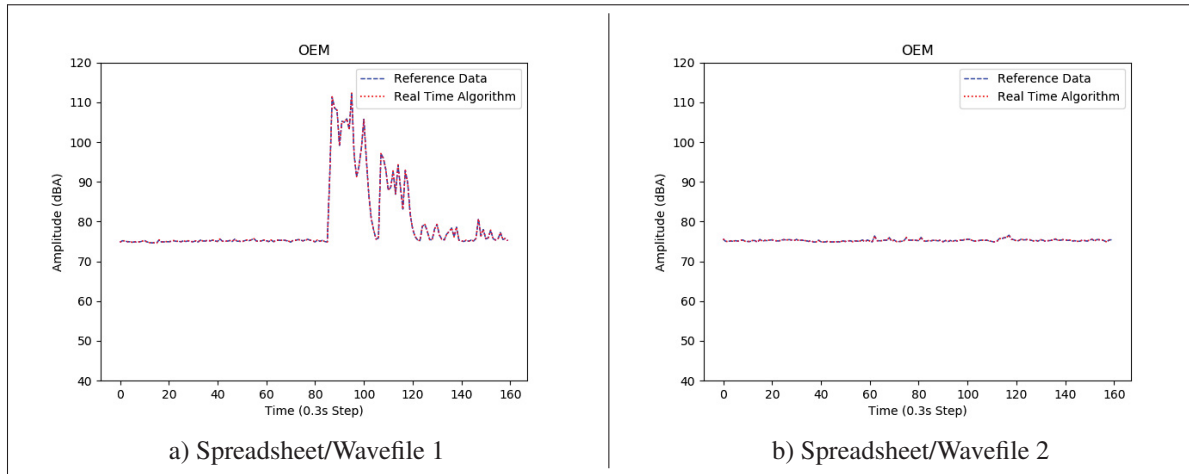 OEM
120
110
100
90
80
70
60
50
40
Amplitude (dBA)
Reference Data
Real Time Algorithm
0 20 40 60 80 100 120 140 160
Time (0.3s Step)
a) Spreadsheet/Wavefile 1
OEM
120
110
100
90
80
70
60
50
40
Amplitude (dBA)
Reference Data
Real Time Algorithm
0 20 40 60 80 100 120 140 160
Time (0.3s Step)
b) Spreadsheet/Wavefile 2